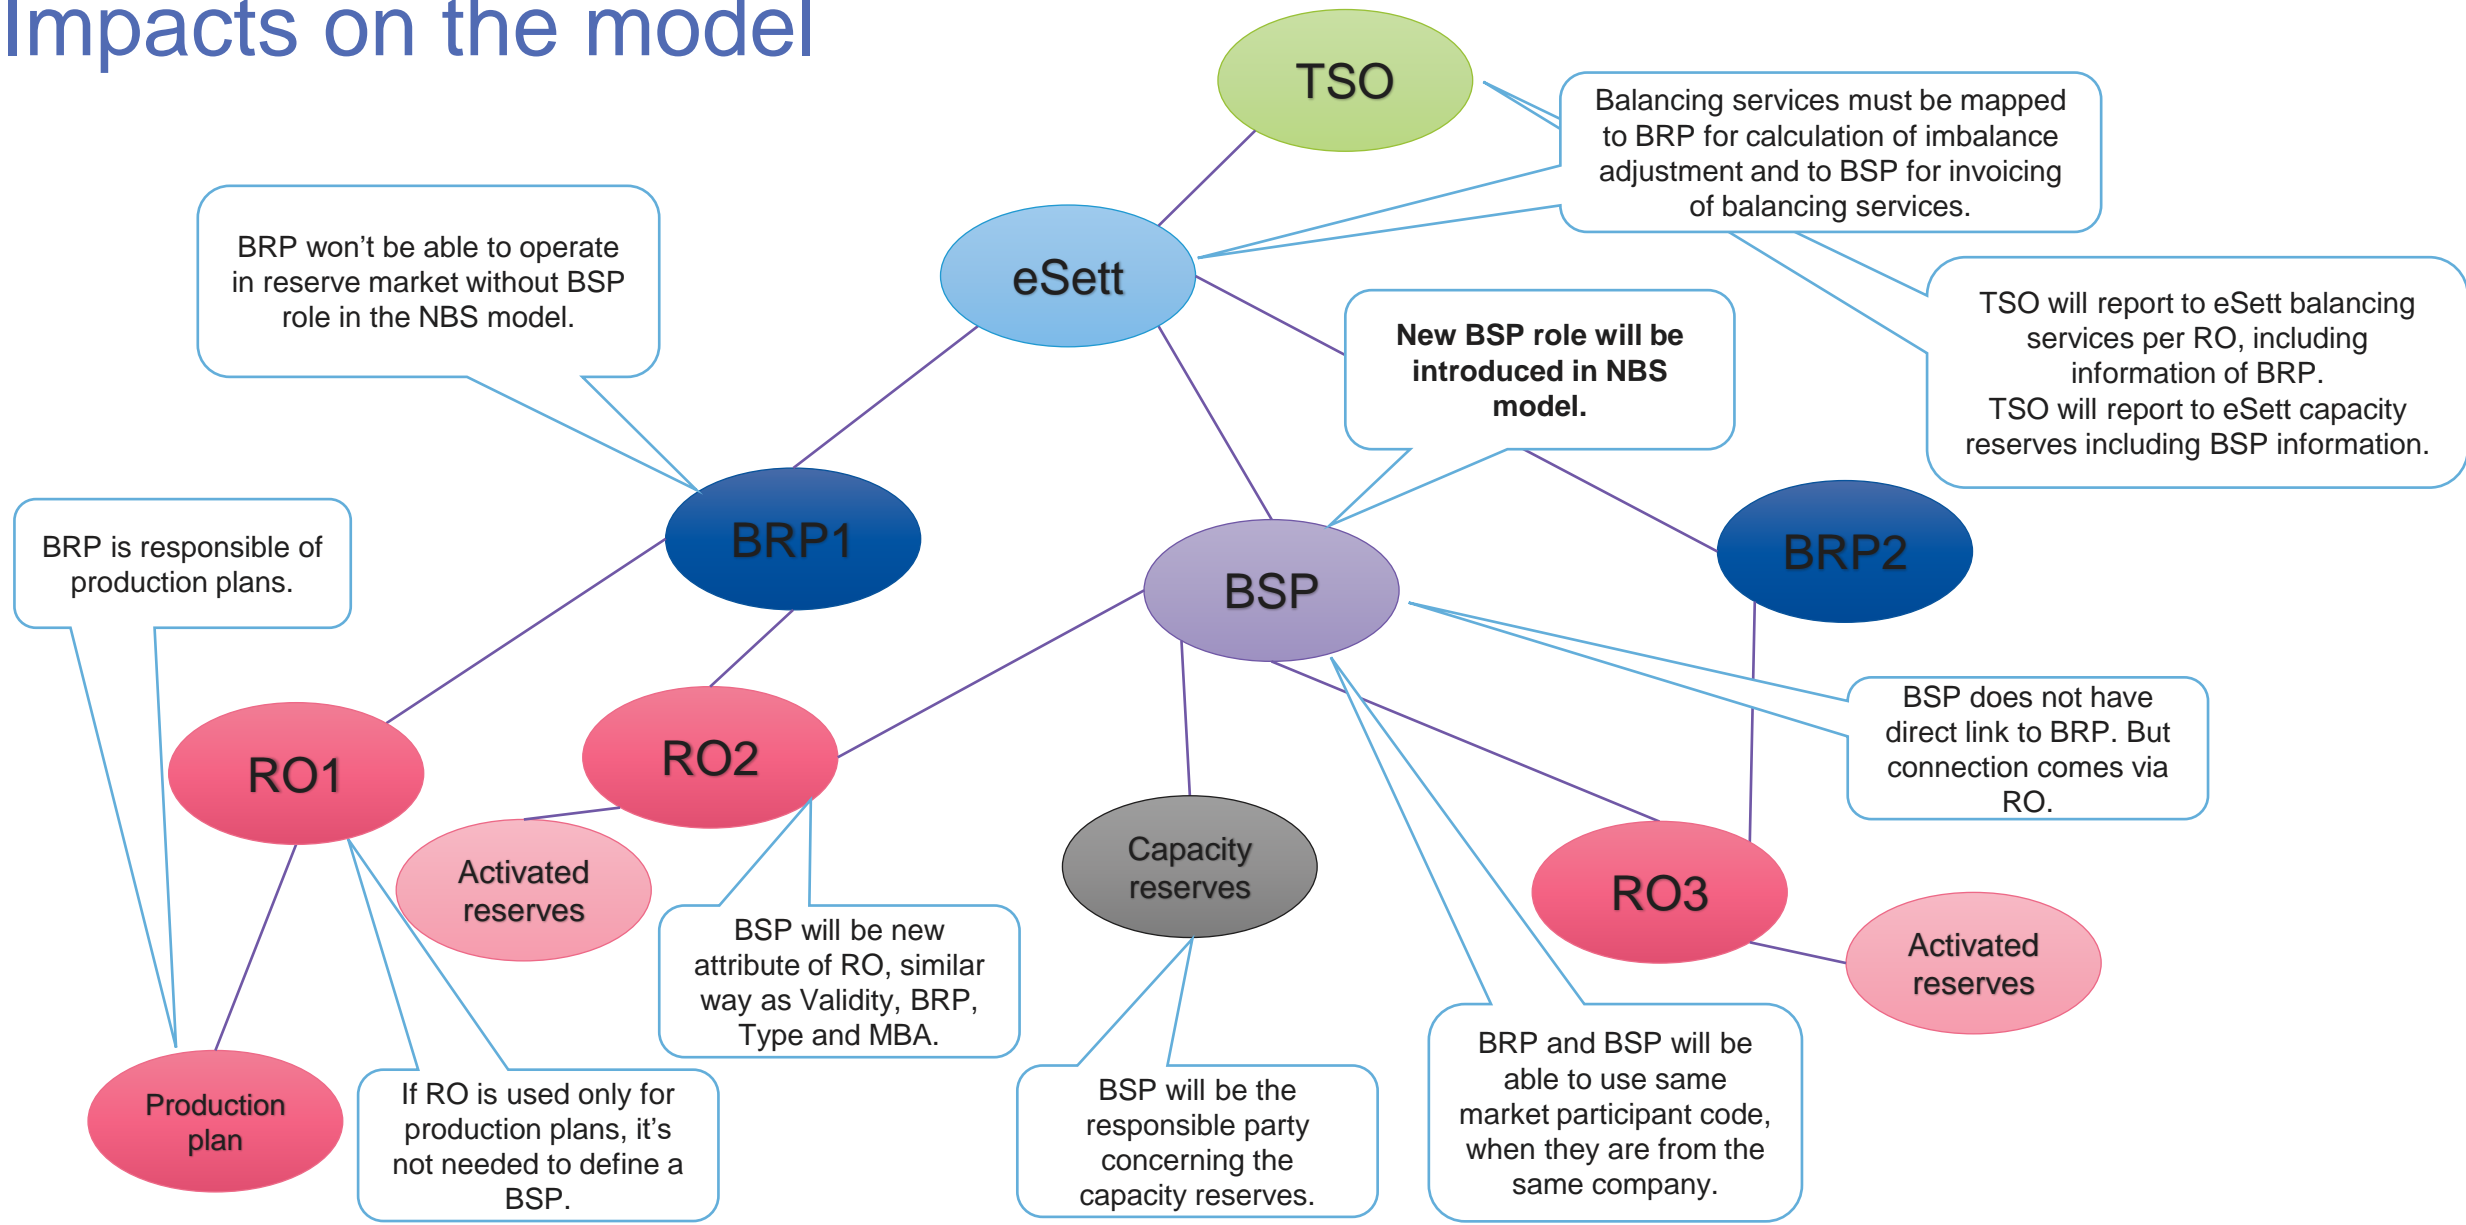 Impacts on the model
TSO
Balancing services must be mapped
to BRP for calculation of imbalance
adjustment and to BSP for invoicing
of balancing services.
BRP won’t be able to operate
in reserve market without BSP
role in the NBS model.
eSett
New BSP role will be
introduced in NBS
model.
TSO will report to eSett balancing
services per RO, including
information of BRP.
TSO will report to eSett capacity
reserves including BSP information.
BRP is responsible of
production plans.
BRP1
BSP
BRP2
RO1
RO2
BSP does not have
direct link to BRP. But
connection comes via
RO.
Activated
reserves
Capacity
reserves
RO3
Activated
reserves
BSP will be new
attribute of RO, similar
way as Validity, BRP,
Type and MBA.
Production
plan
If RO is used only for
production plans, it’s
not needed to define a
BSP.
BSP will be the
responsible party
concerning the
capacity reserves.
BRP and BSP will be
able to use same
market participant code,
when they are from the
same company.